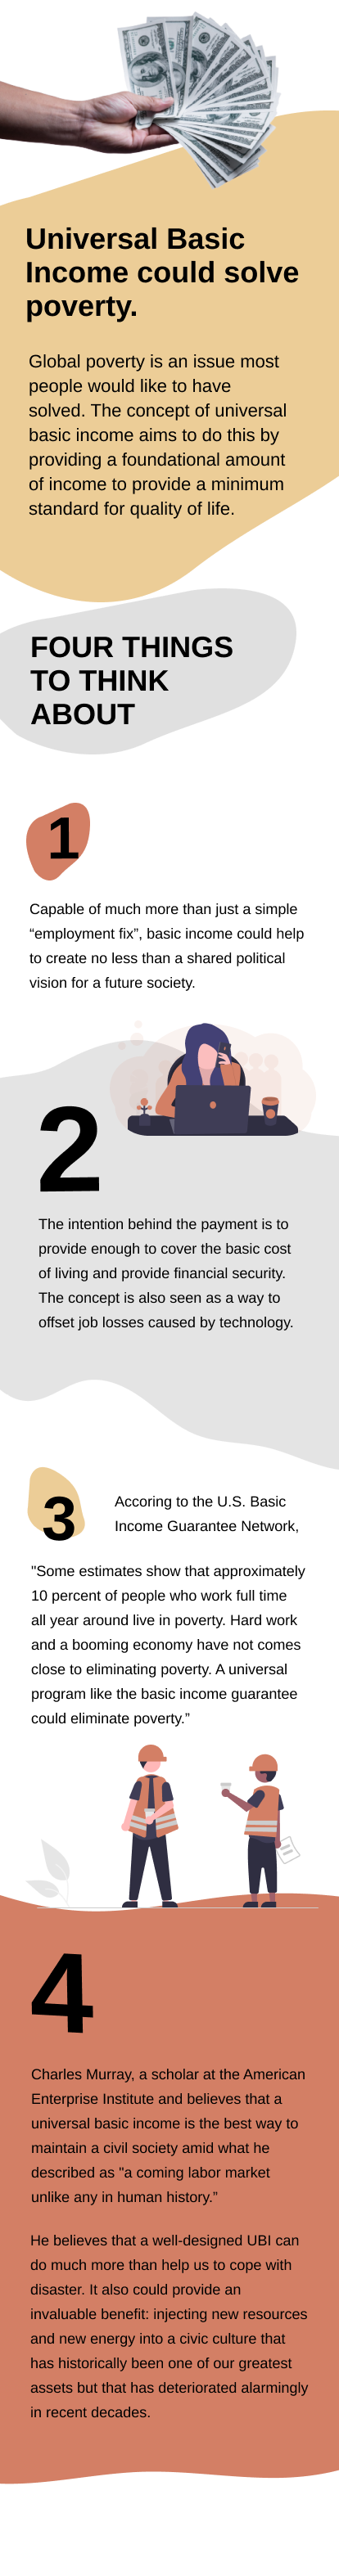 Universal Basic
Income could solve
poverty.
Global poverty is an issue most
people would like to have
solved. The concept of universal
basic income aims to do this by
providing a foundational amount
of income to provide a minimum
standard for quality of life.
FOUR THINGS
TO THINK
ABOUT
1
Capable of much more than just a simple
“employment fix”, basic income could help
to create no less than a shared political
vision for a future society.
2
The intention behind the payment is to
provide enough to cover the basic cost
of living and provide financial security.
The concept is also seen as a way to
offset job losses caused by technology.
3
Accoring to the U.S. Basic
Income Guarantee Network,
"Some estimates show that approximately
10 percent of people who work full time
all year around live in poverty. Hard work
and a booming economy have not comes
close to eliminating poverty. A universal
program like the basic income guarantee
could eliminate poverty.”
4
Charles Murray, a scholar at the American
Enterprise Institute and believes that a
universal basic income is the best way to
maintain a civil society amid what he
described as "a coming labor market
unlike any in human history.”
He believes that a well-designed UBI can
do much more than help us to cope with
disaster. It also could provide an
invaluable benefit: injecting new resources
and new energy into a civic culture that
has historically been one of our greatest
assets but that has deteriorated alarmingly
in recent decades.